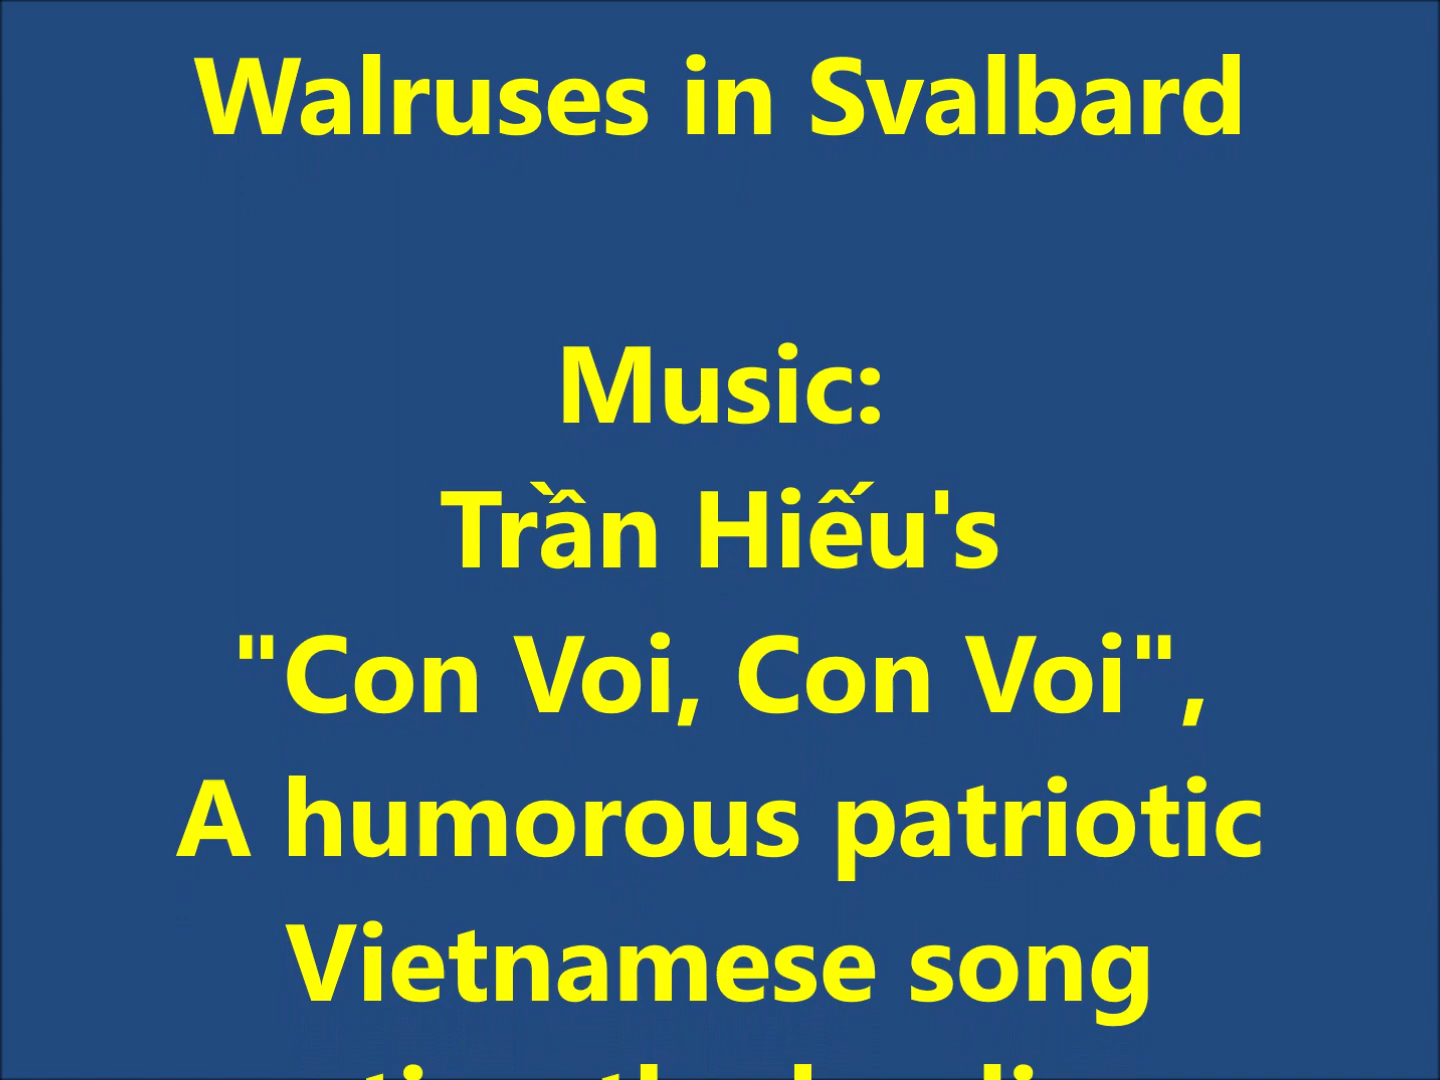 Walruses in Svalbard
Music:
Trần Hiếu's
"Con Voi, Con Voi",
A humorous patriotic
Vietnamese song